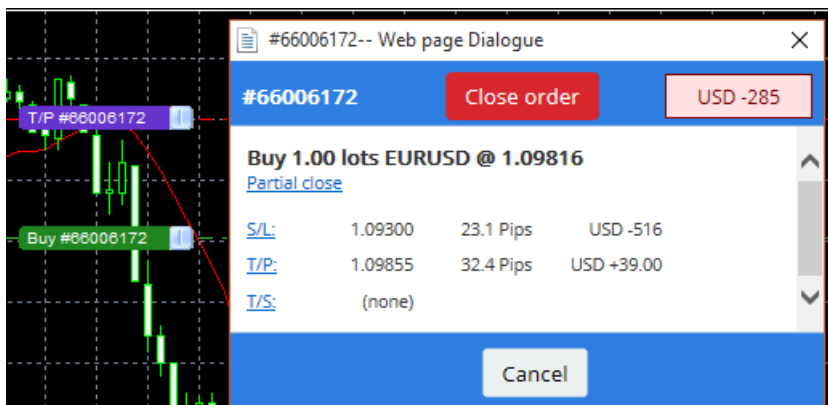 #66006172-- Web page Dialogue
#66006172 Close order USD -285
T/P #66006172
Buy 1.00 lots EURUSD @ 1.09816
Partial close
Buy #66006172
S/L: 1.09300 23.1 Pips USD -516
T/P: 1.09855 32.4 Pips USD +39.00
T/S: (none)
Cancel